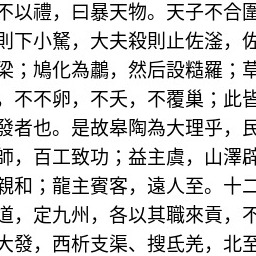 不以禮，曰暴天物。天子不合圍
則下小駑，大夫殺則止佐滏，佐
梁；鳩化為鸕，然后設糙羅；草
，不不卵，不夭，不覆巢；此皆
發者也。是故皋陶為大理乎，民
師，百工致功；益主虞，山澤辟
親和；龍主賓客，遠人至。十二
道，定九州，各以其職來貢，不
大發，西析支渠、搜氐羌，北至